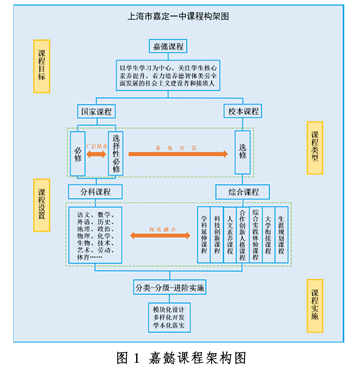 上海市嘉定一中课程构架图
嘉懿课程
课程目标
以学生学习为中心，关注学生核心
素养提升，着力培养德智体美劳全
面发展的社会主义建设者和接班人
国家课程
校本课程
课程类型
必修
选择性必修
选修
分科课程
综合课程
课程设置
语文、数学、
外语、历史、
地理、政治、
物理、化学、
生物、技术、
艺术、劳动、
体育……
深度融合
学科延伸课程
科技创新课程
人文素养课程
合作创新人格课程
综合实践体验课程
大学衔接课程
生涯规划课程
分类-分级-进阶实施
课程实施
模块化设计
多样化开发
学本化落实
图 1 嘉懿课程架构图